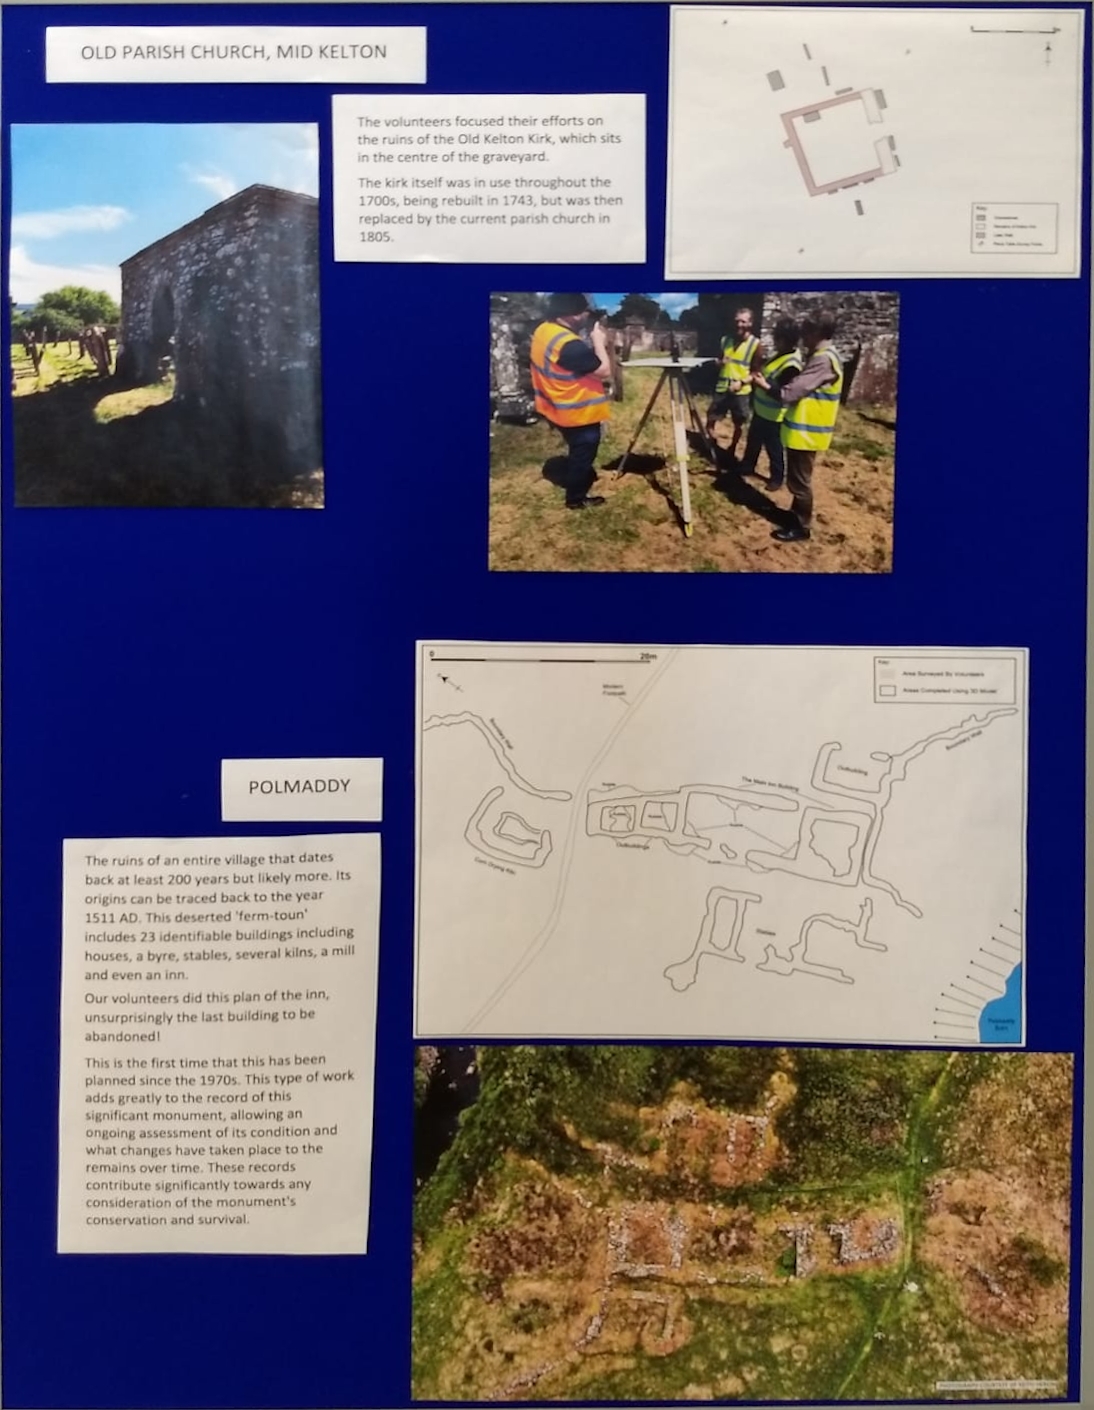 OLD PARISH CHURCH, MID KELTON
The volunteers focused their efforts on
the ruins of the Old Kelton Kirk, which sits
in the centre of the graveyard.
The kirk itself was in use throughout the
1700s, being rebuilt in 1743, but was then
replaced by the current parish church in
1805.
Key:
0
20m
Key:
Area Surveyed By Volunteers
Areas Completed Using 3D Model
Modern
Footpath
Boundary Wall
Boundary Wall
Outbuilding
The Main Inn Building
Outbuildings
Corn Drying Kiln
Stables
Polmaddy
Burn
POLMADDY
The ruins of an entire village that dates
back at least 200 years but likely more. Its
origins can be traced back to the year
1511 AD. This deserted 'ferm-toun'
includes 23 identifiable buildings including
houses, a byre, stables, several kilns, a mill
and even an inn.
Our volunteers did this plan of the inn,
unsurprisingly the last building to be
abandoned!
This is the first time that this has been
planned since the 1970s. This type of work
adds greatly to the record of this
significant monument, allowing an
ongoing assessment of its condition and
what changes have taken place to the
remains over time. These records
contribute significantly towards any
consideration of the monument's
conservation and survival.